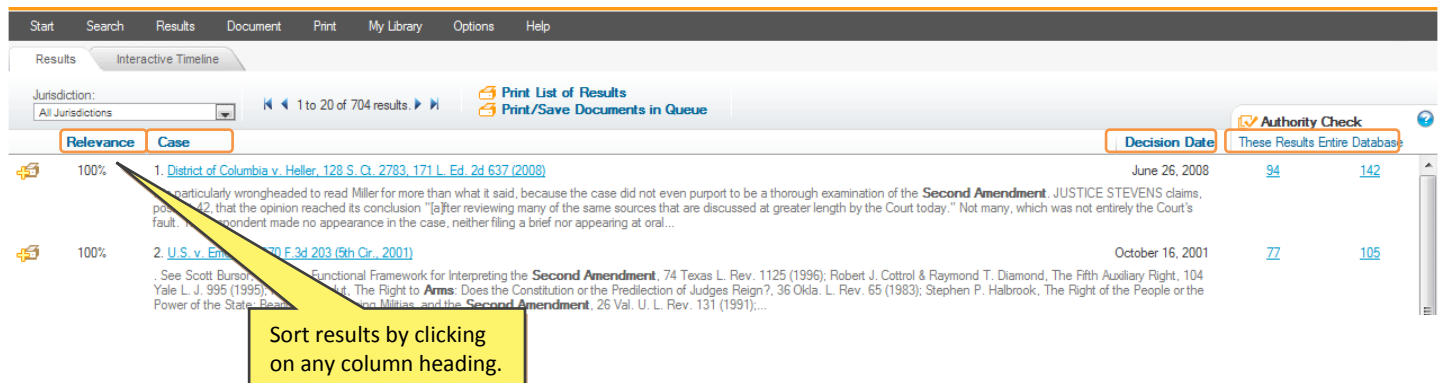 Start Search Results Document Print My Library Options Help
Results Interactive Timeline
Jurisdiction:
All Jurisdictions
1 to 20 of 704 results.
Print List of Results
Print/Save Documents in Queue
Authority Check
Relevance Case Decision Date These Results Entire Database
100% 1. District of Columbia v. Heller, 128 S. Ct. 2783, 171 L. Ed. 2d 637 (2008) June 26, 2008 94 142
particularly wrongheaded to read Miller for more than what it said, because the case did not even purport to be a thorough examination of the Second Amendment. JUSTICE STEVENS claims,
42, that the opinion reached its conclusion "[a]fter reviewing many of the same sources that are discussed at greater length by the Court today." Not many, which was not entirely the Court's
fault. made no appearance in the case, neither filing a brief nor appearing at oral...
100% 2. U.S. v. F.3d 203 (5th Cir., 2001) October 16, 2001 77 105
. See Scott Functional Framework for Interpreting the Second Amendment, 74 Texas L. Rev. 1125 (1996); Robert J. Cottrol & Raymond T. Diamond, The Fifth Auxiliary Right, 104
Yale L. J. 995 (1995); The Right to Arms: Does the Constitution or the Predilection of Judges Reign?, 36 Okla. L. Rev. 65 (1983); Stephen P. Halbrook, The Right of the People or the
Power of the State: Militias, and the Second Amendment, 26 Val. U. L. Rev. 131 (1991);...
Sort results by clicking
on any column heading.